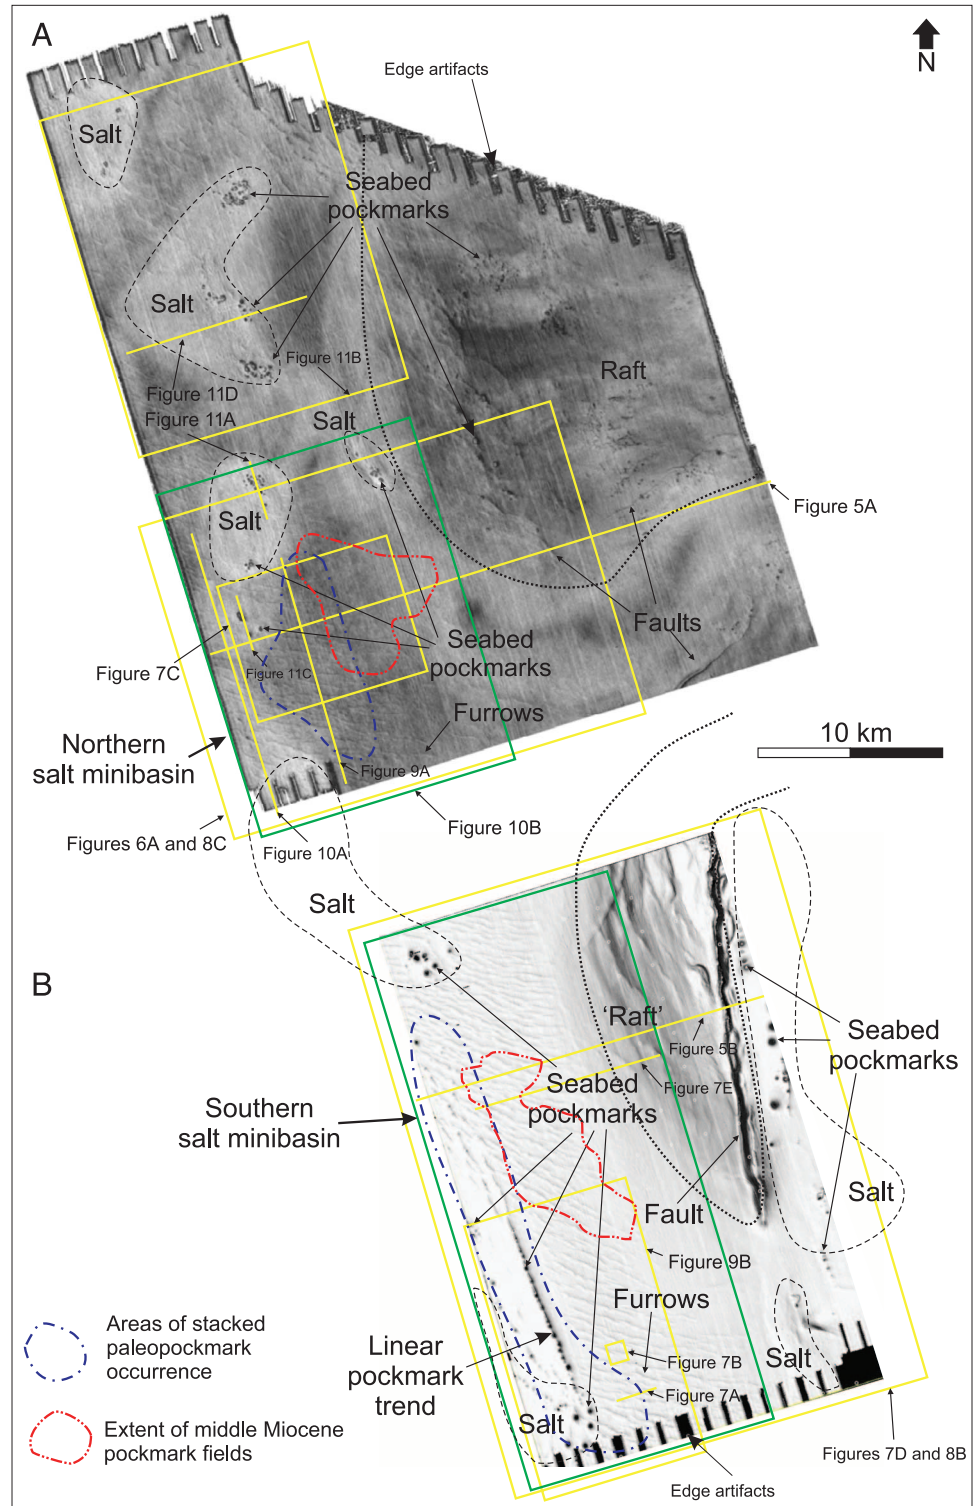 A
N
Edge artifacts
Salt
Seabed
pockmarks
Salt
Figure 11B
Raft
Figure 11D
Figure 11A
Salt
Figure 5A
Salt
Faults
Seabed
pockmarks
Figure 7C
Figure 11C
Furrows
Northern
salt minibasin
10 km
Figure 9A
Figure 10B
Figures 6A and 8C
Figure 10A
Salt
B
'Raft'
Seabed
pockmarks
Figure 5B
Seabed
pockmarks
Figure 7E
Southern
salt minibasin
Salt
Fault
Figure 9B
Furrows
Areas of stacked
paleopockmark
occurrence
Linear
pockmark
trend
Figure 7B
Salt
Figure 7A
Salt
Extent of middle Miocene
pockmark fields
Figures 7D and 8B
Edge artifacts